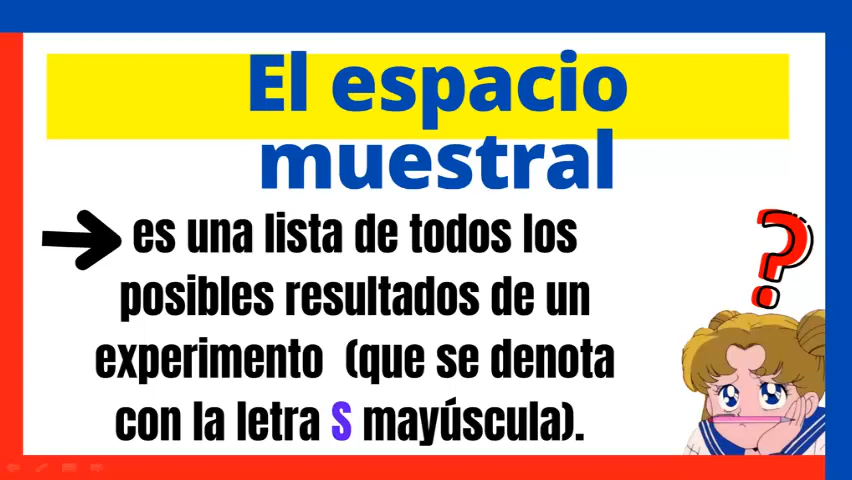 El espacio
muestral
es una lista de todos los
posibles resultados de un
experimento (que se denota
con la letra S mayúscula).
?